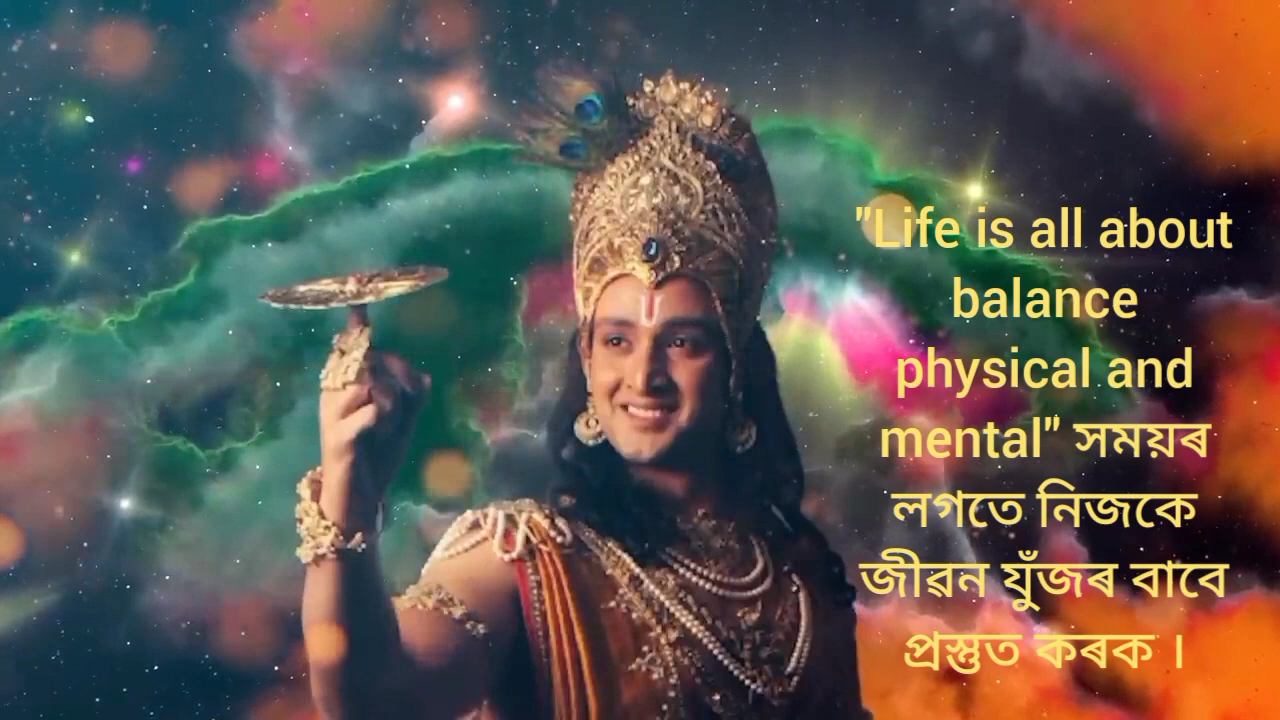 "Life is all about
balance
physical and
mental" সময়ৰ
লগতে নিজকে
জীৱন যুঁজৰ বাবে
প্ৰস্তুত কৰক ।